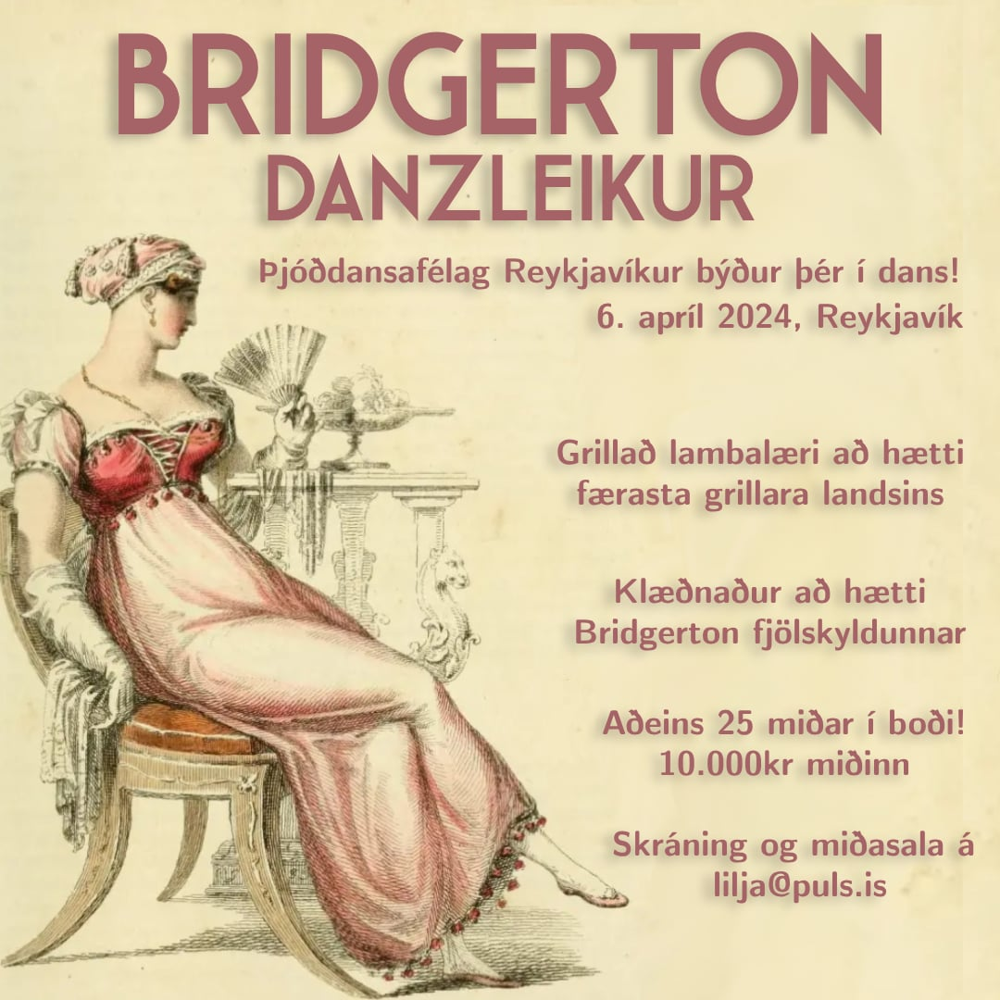 BRIDGERTON
DANZLEIKUR
Þjóðdansafélag Reykjavíkur býður þér í dans!
6. apríl 2024, Reykjavík
Grillað lambalæri að hætti
færasta grillara landsins
Klæðnaður að hætti
Bridgerton fjölskyldunnar
Aðeins 25 miðar í boði!
10.000kr miðinn
Skráning og miðasala á
lilja@puls.is